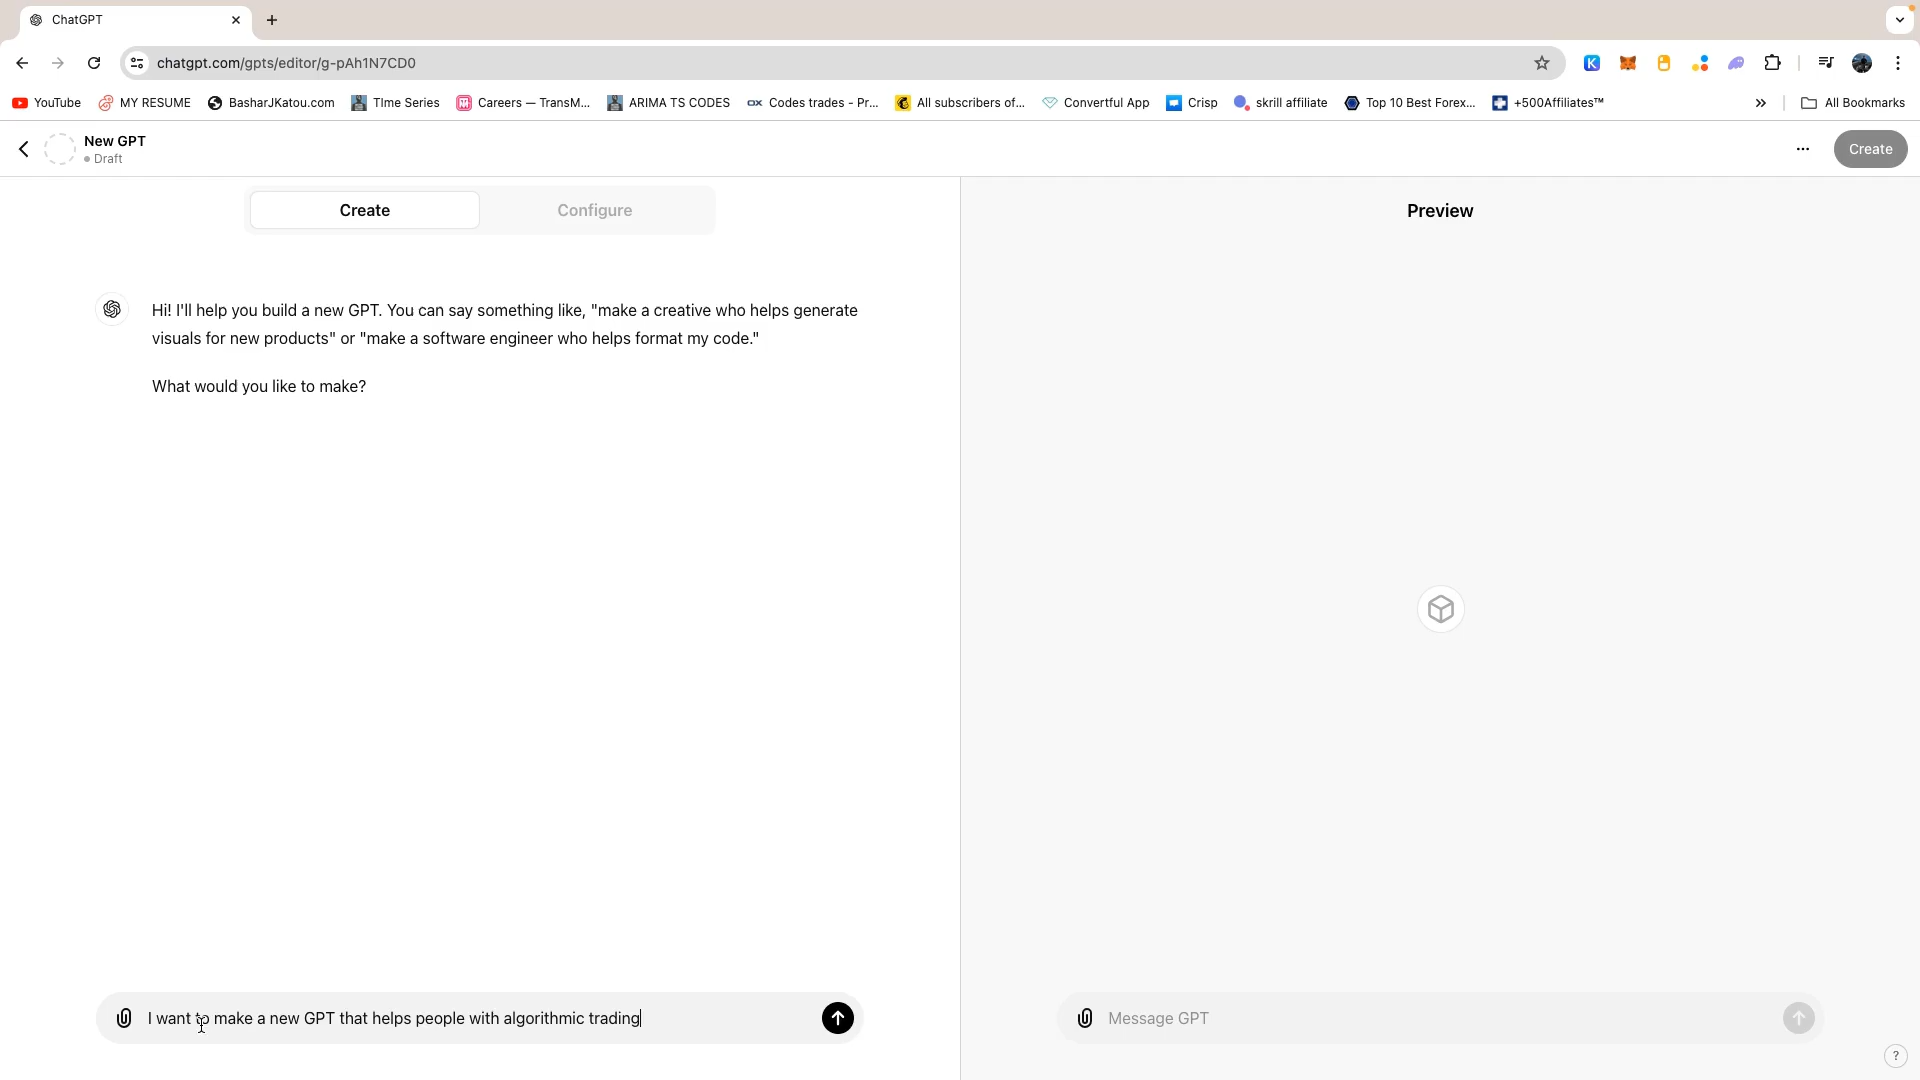 ChatGPT
chatgpt.com/gpts/editor/g-pAh1N7CD0
YouTube MY RESUME BasharJKatou.com TIme Series Careers — TransM... ARIMA TS CODES Codes trades - Pr... All subscribers of... Convertful App Crisp skrill affiliate Top 10 Best Forex... +500Affiliates™ » All Bookmarks
New GPT
Draft
Create
Create Configure
Preview
Hi! I'll help you build a new GPT. You can say something like, "make a creative who helps generate
visuals for new products" or "make a software engineer who helps format my code."
What would you like to make?
I want to make a new GPT that helps people with algorithmic trading
Message GPT
?